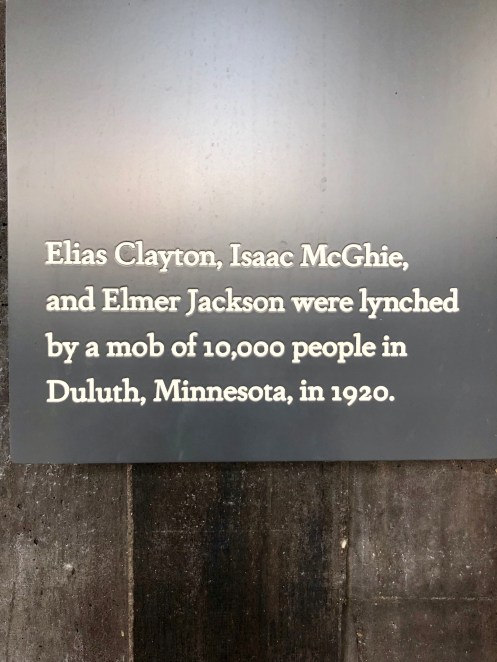 Elias Clayton, Isaac McGhie,
and Elmer Jackson were lynched
by a mob of 10,000 people in
Duluth, Minnesota, in 1920.